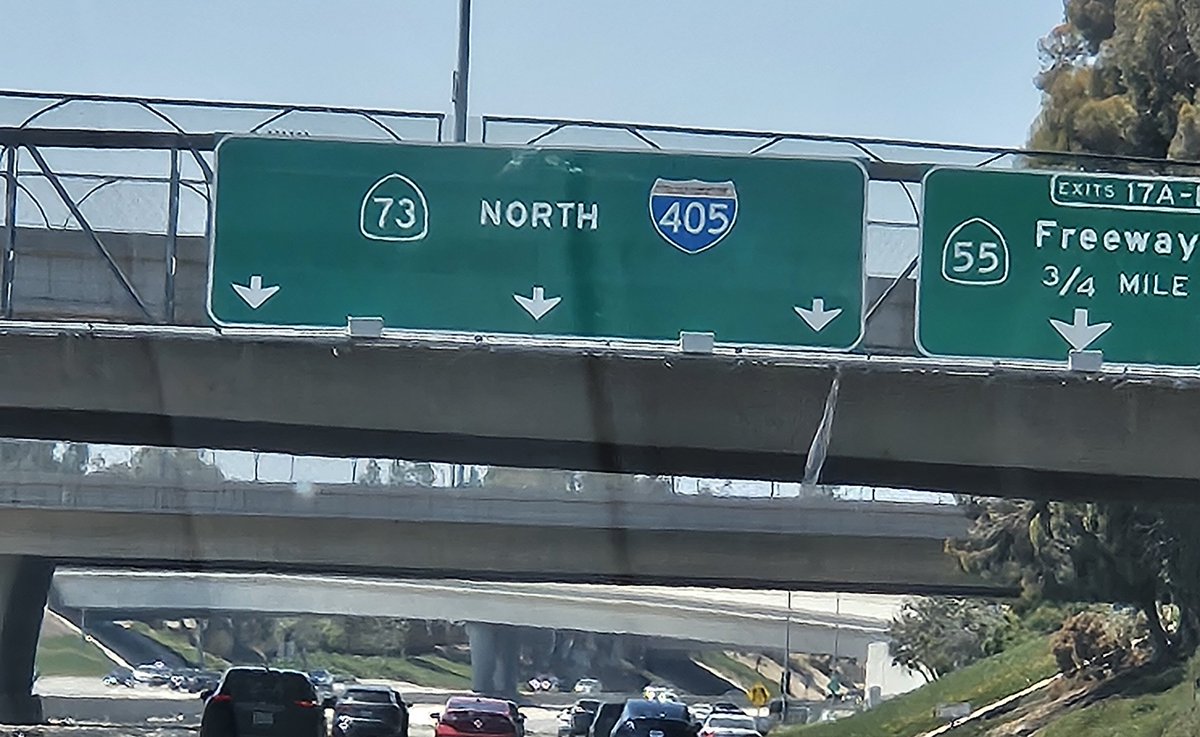 73 NORTH 405
EXITS 17A-
55 Freeway
3/4 MILE